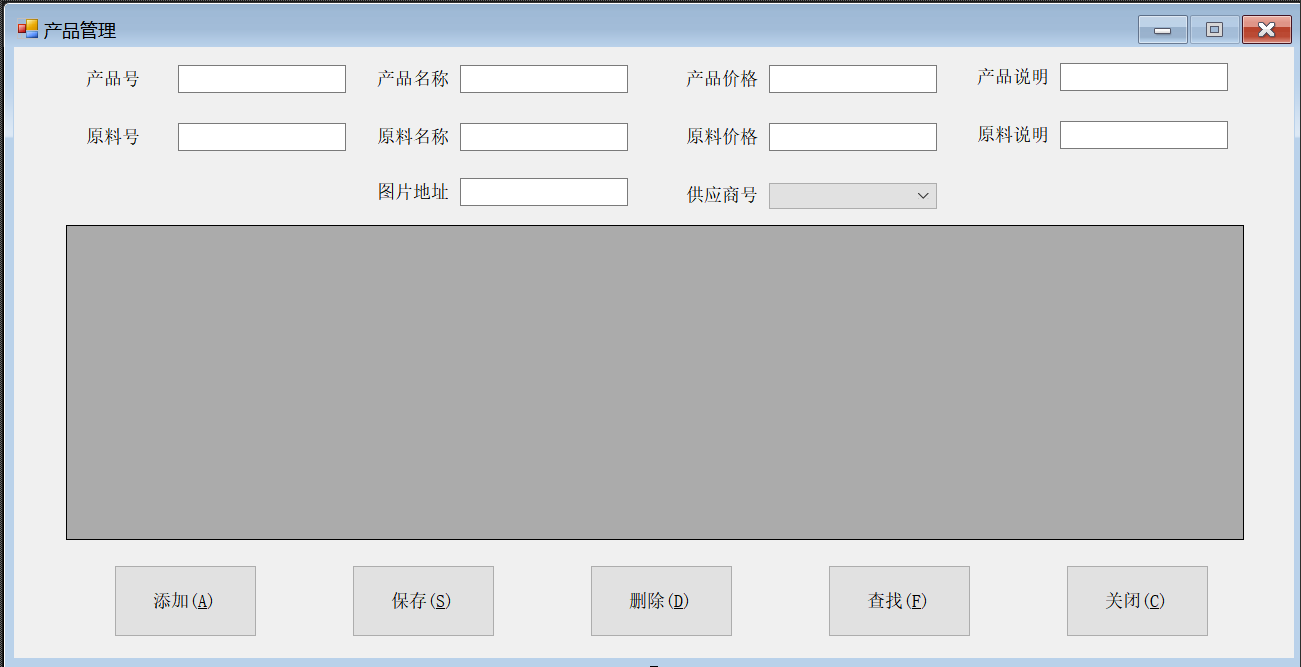 产品管理
产品号 产品名称 产品价格 产品说明
原料号 原料名称 原料价格 原料说明
图片地址 供应商号
添加(A) 保存(S) 删除(D) 查找(F) 关闭(C)